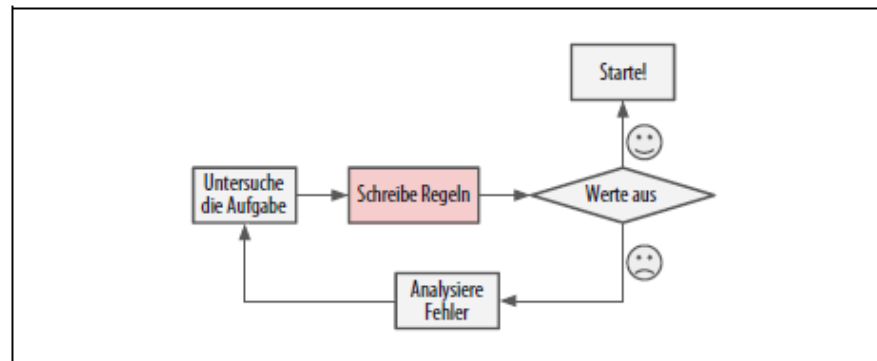 Starte!
Untersuche
die Aufgabe
Schreibe Regeln
Werte aus
Analysiere
Fehler